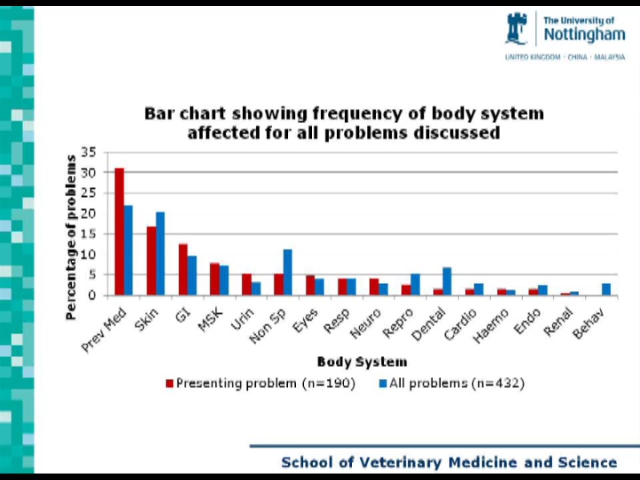 The University of
Nottingham
UNITED KINGDOM · CHINA · MALAYSIA
Bar chart showing frequency of body system
affected for all problems discussed
Percentage of problems
35
30
25
20
15
10
5
0
Prev Med
Skin
GI
MSK
Urin
Non Sp
Eyes
Resp
Neuro
Repro
Dental
Cardio
Haemo
Endo
Renal
Behav
Body System
Presenting problem (n=190)
All problems (n=432)
School of Veterinary Medicine and Science